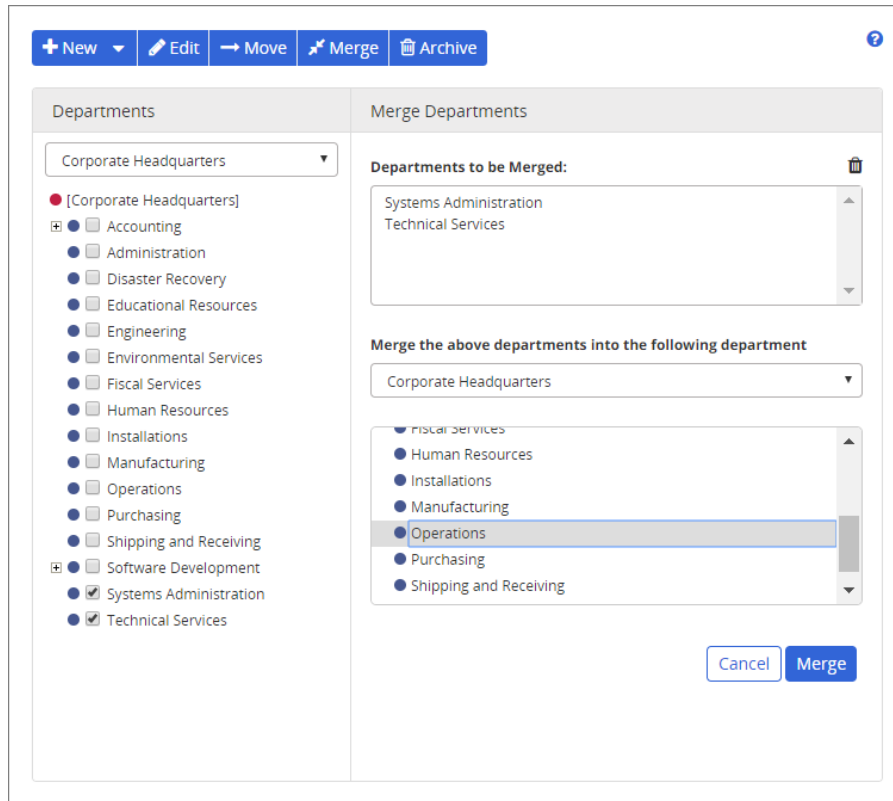 New Edit Move Merge Archive ?
Departments
Corporate Headquarters
[Corporate Headquarters]
Accounting
Administration
Disaster Recovery
Educational Resources
Engineering
Environmental Services
Fiscal Services
Human Resources
Installations
Manufacturing
Operations
Purchasing
Shipping and Receiving
Software Development
Systems Administration
Technical Services
Merge Departments
Departments to be Merged:
Systems Administration
Technical Services
Merge the above departments into the following department
Corporate Headquarters
Fiscal Services
Human Resources
Installations
Manufacturing
Operations
Purchasing
Shipping and Receiving
Cancel Merge